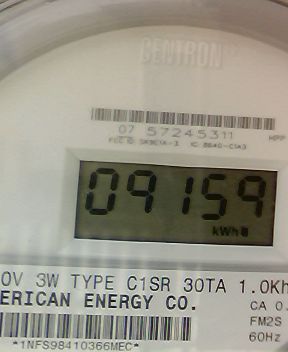 CENTRON
07 57245311
09159
kWh
OV 3W TYPE C1SR 30TA 1.0Kh
ERICAN ENERGY CO.
CA 0.
FM2S
*1NFS98410366MEC*
60Hz